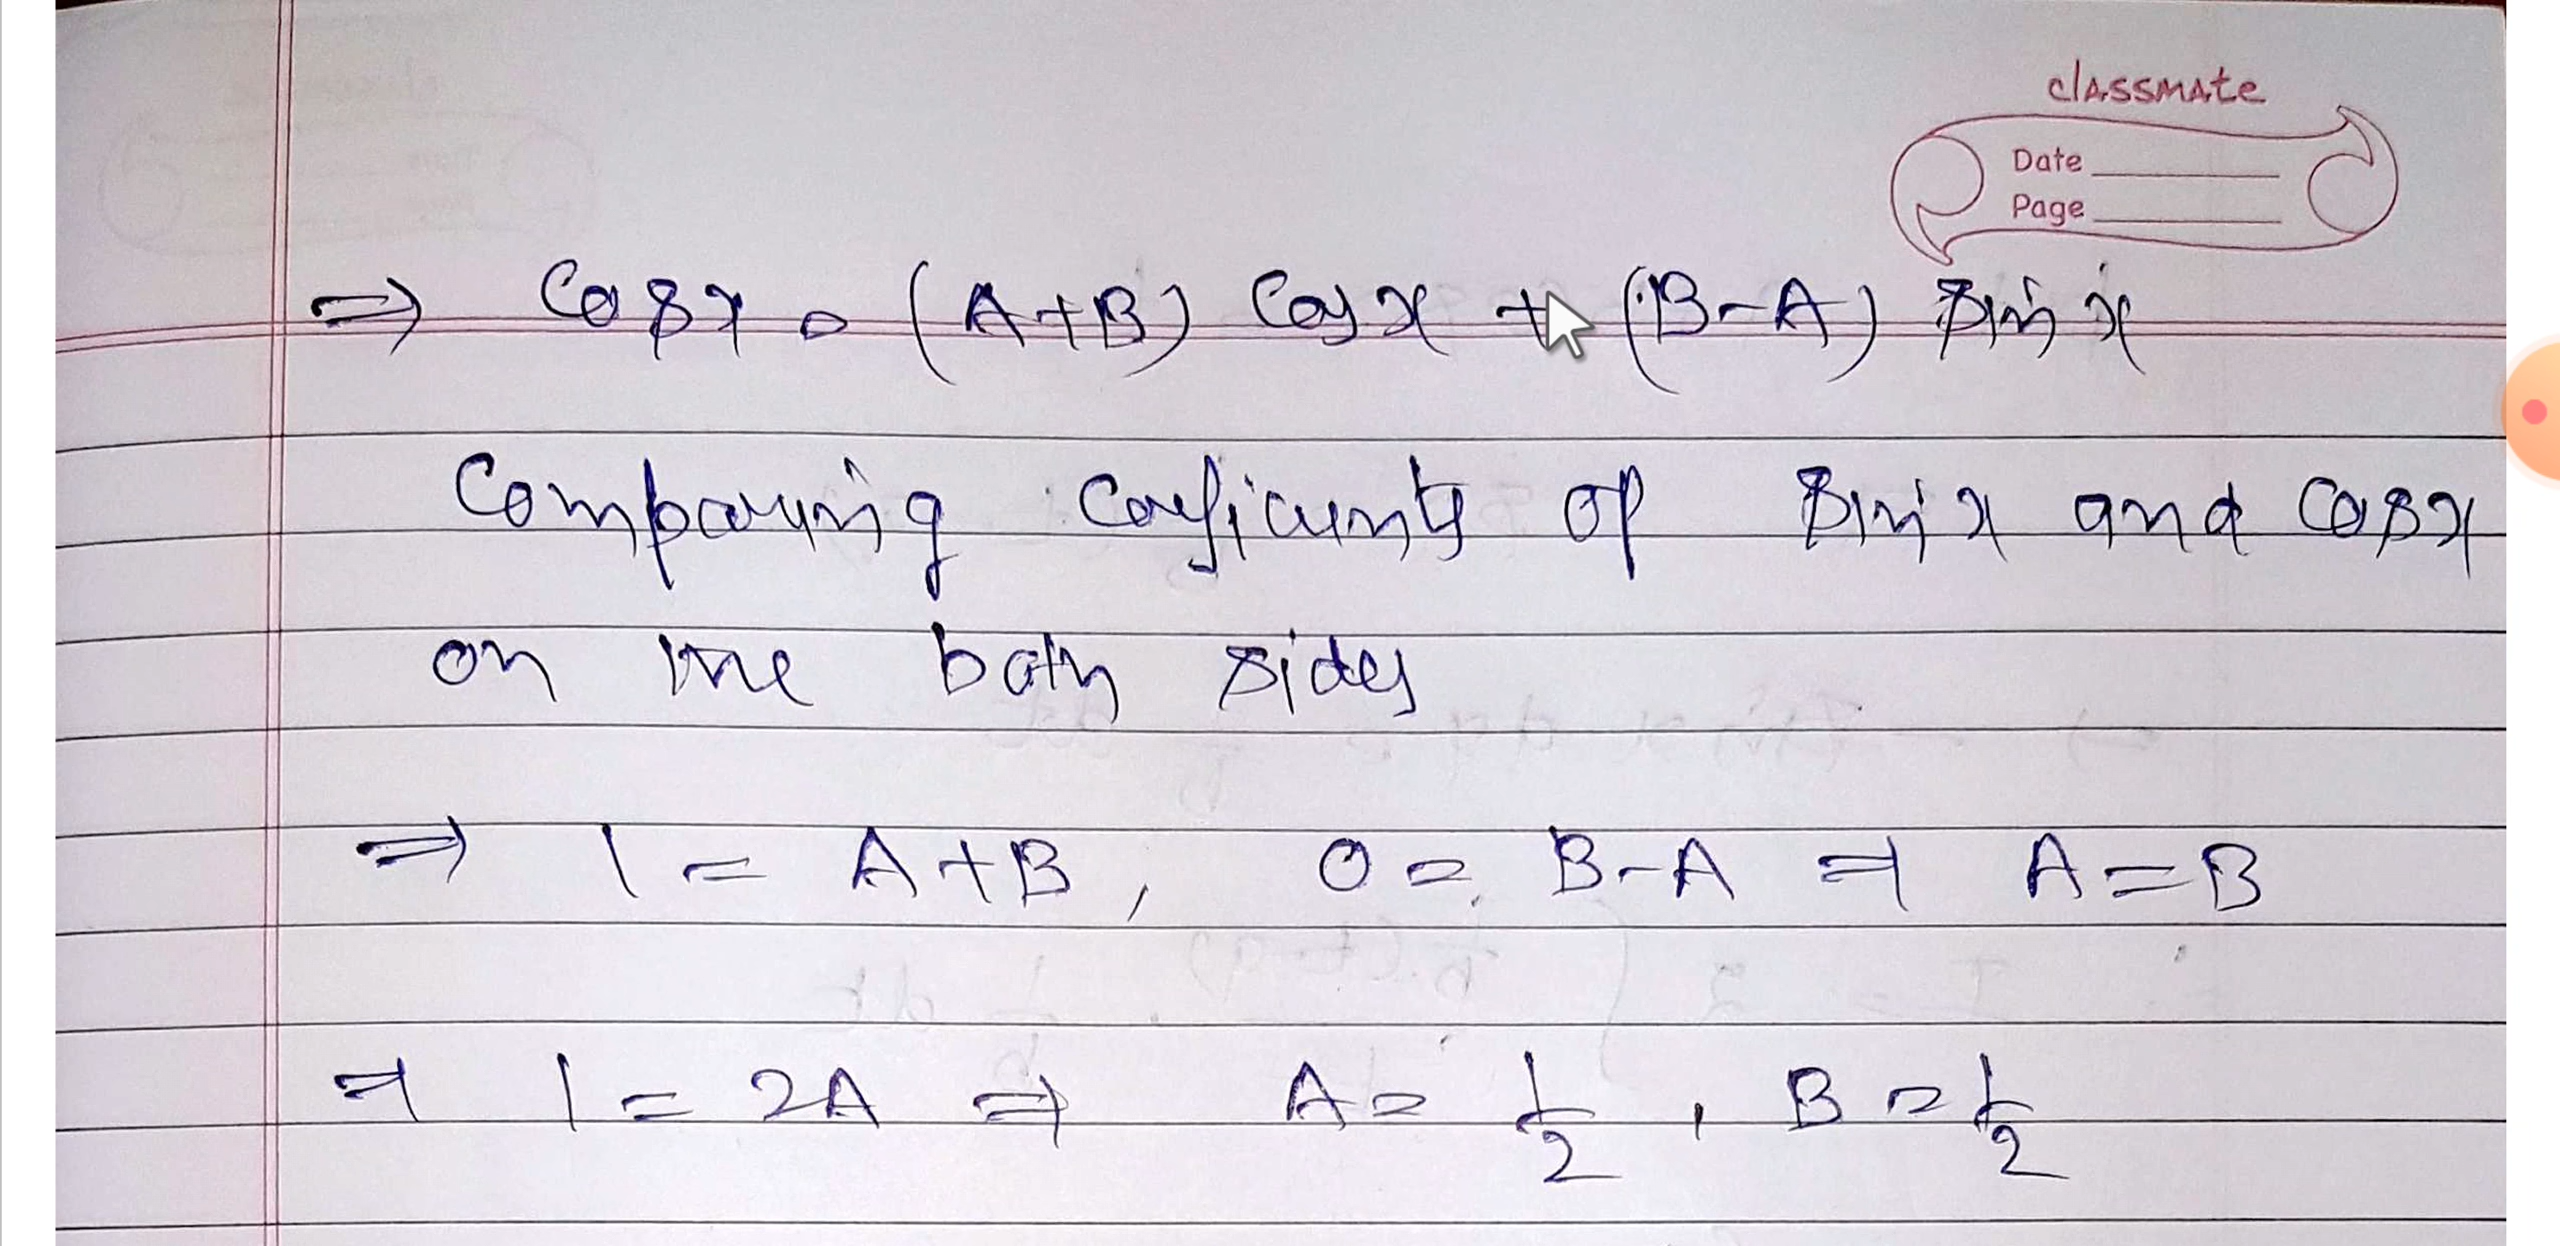 classmate
Date
Page
⇒ Cos x = (A+B) Cos x + (B-A) Sin x
Comparing Coefficients of Sin x and Cos x
on the both sides
⇒ 1 = A+B, 0 = B-A ⇒ A=B
⇒ 1 = 2A ⇒ A = 1/2, B = 1/2